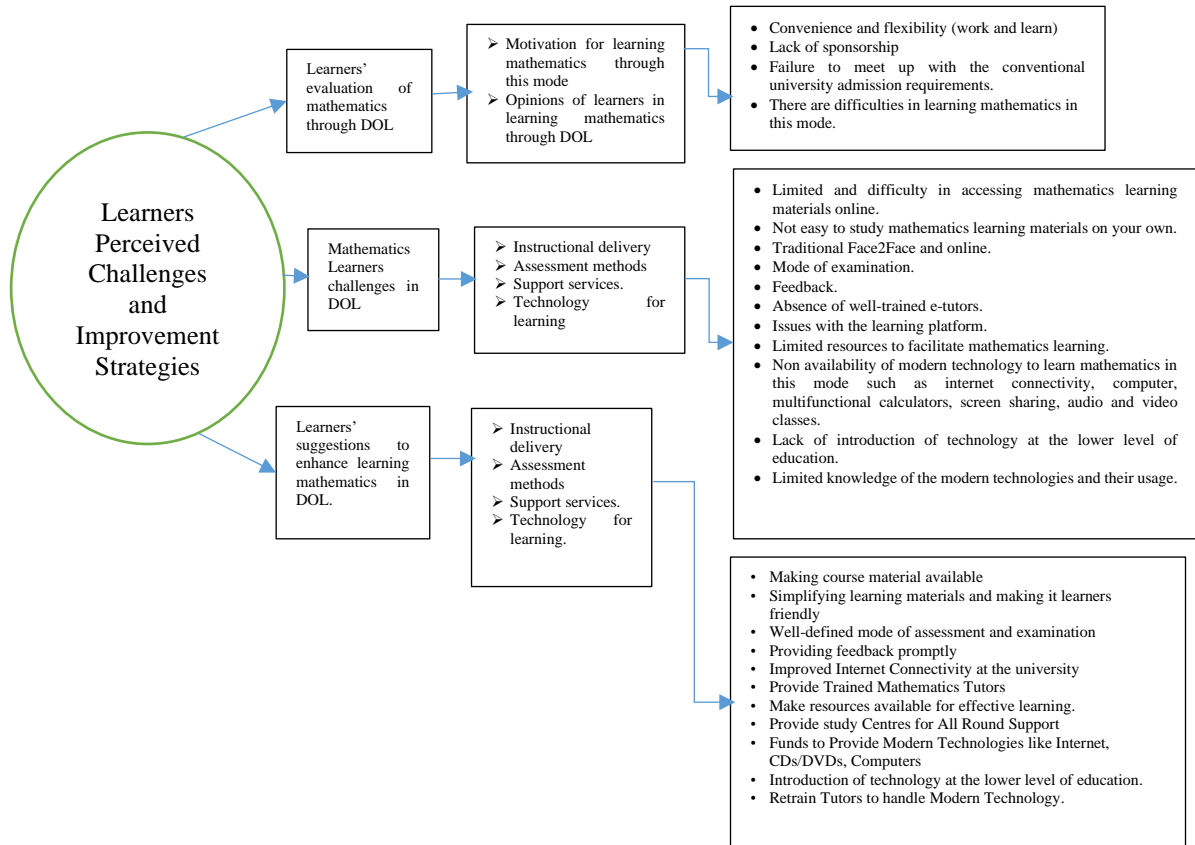 Learners
Perceived
Challenges
and
Improvement
Strategies
Learners’
evaluation of
mathematics
through DOL
➢ Motivation for learning
mathematics through
this mode
➢ Opinions of learners in
learning mathematics
through DOL
• Convenience and flexibility (work and learn)
• Lack of sponsorship
• Failure to meet up with the conventional
university admission requirements.
• There are difficulties in learning mathematics in
this mode.
Mathematics
Learners
challenges in
DOL
➢ Instructional delivery
➢ Assessment methods
➢ Support services.
➢ Technology for
learning
• Limited and difficulty in accessing mathematics learning
materials online.
• Not easy to study mathematics learning materials on your own.
• Traditional Face2Face and online.
• Mode of examination.
• Feedback.
• Absence of well-trained e-tutors.
• Issues with the learning platform.
• Limited resources to facilitate mathematics learning.
• Non availability of modern technology to learn mathematics in
this mode such as internet connectivity, computer,
multifunctional calculators, screen sharing, audio and video
classes.
• Lack of introduction of technology at the lower level of
education.
• Limited knowledge of the modern technologies and their usage.
Learners’
suggestions to
enhance learning
mathematics in
DOL.
➢ Instructional
delivery
➢ Assessment
methods
➢ Support services.
➢ Technology for
learning.
• Making course material available
• Simplifying learning materials and making it learners
friendly
• Well-defined mode of assessment and examination
• Providing feedback promptly
• Improved Internet Connectivity at the university
• Provide Trained Mathematics Tutors
• Make resources available for effective learning.
• Provide study Centres for All Round Support
• Funds to Provide Modern Technologies like Internet,
CDs/DVDs, Computers
• Introduction of technology at the lower level of education.
• Retrain Tutors to handle Modern Technology.